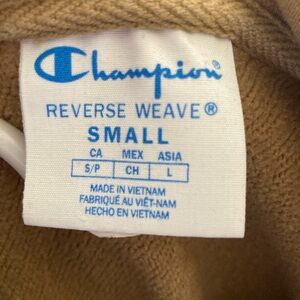 Champion®
REVERSE WEAVE®
SMALL
CA MEX ASIA
S/P CH L
MADE IN VIETNAM
FABRIQUÉ AU VIÊT-NAM
HECHO EN VIETNAM